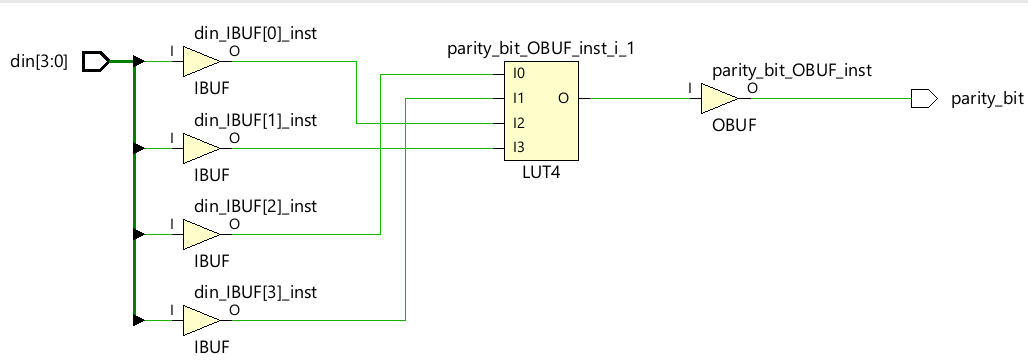 din[3:0]
din_IBUF[0]_inst
I
O
IBUF
din_IBUF[1]_inst
I
O
IBUF
din_IBUF[2]_inst
I
O
IBUF
din_IBUF[3]_inst
I
O
IBUF
parity_bit_OBUF_inst_i_1
I0
I1
I2
I3
O
LUT4
parity_bit_OBUF_inst
I
O
OBUF
parity_bit